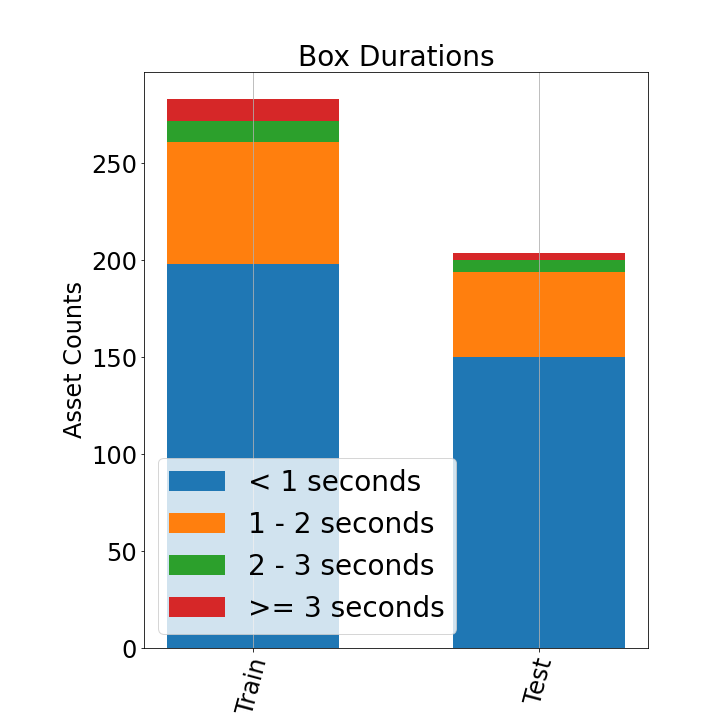 Box Durations
Asset Counts
250
200
150
100
50
0
< 1 seconds
1 - 2 seconds
2 - 3 seconds
>= 3 seconds
Train
Test